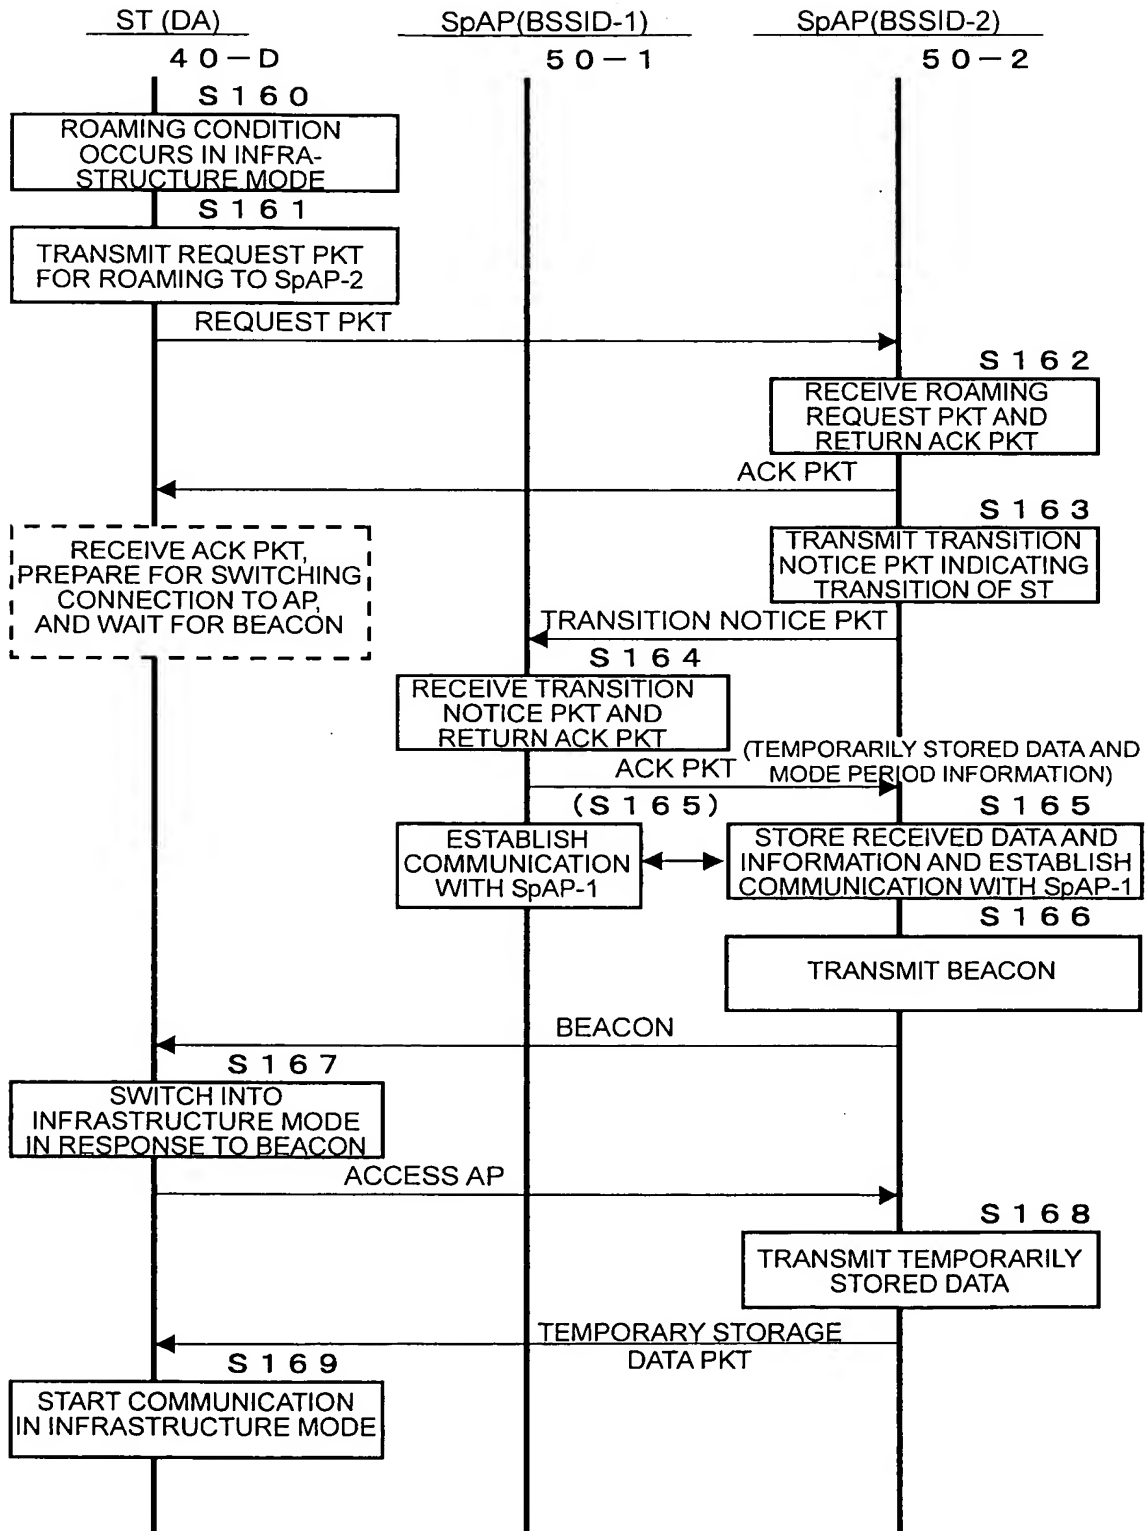 ST (DA)
SpAP(BSSID-1)
SpAP(BSSID-2)
40-D
50-1
50-2
S160
ROAMING CONDITION
OCCURS IN INFRA-
STRUCTURE MODE
S161
TRANSMIT REQUEST PKT
FOR ROAMING TO SpAP-2
REQUEST PKT
S162
RECEIVE ROAMING
REQUEST PKT AND
RETURN ACK PKT
ACK PKT
S163
TRANSMIT TRANSITION
NOTICE PKT INDICATING
TRANSITION OF ST
RECEIVE ACK PKT,
PREPARE FOR SWITCHING
CONNECTION TO AP,
AND WAIT FOR BEACON
TRANSITION NOTICE PKT
S164
RECEIVE TRANSITION
NOTICE PKT AND
RETURN ACK PKT
ACK PKT
(TEMPORARILY STORED DATA AND
MODE PERIOD INFORMATION)
(S165)
S165
ESTABLISH
COMMUNICATION
WITH SpAP-1
STORE RECEIVED DATA AND
INFORMATION AND ESTABLISH
COMMUNICATION WITH SpAP-1
S166
TRANSMIT BEACON
BEACON
S167
SWITCH INTO
INFRASTRUCTURE MODE
IN RESPONSE TO BEACON
ACCESS AP
S168
TRANSMIT TEMPORARILY
STORED DATA
TEMPORARY STORAGE
DATA PKT
S169
START COMMUNICATION
IN INFRASTRUCTURE MODE